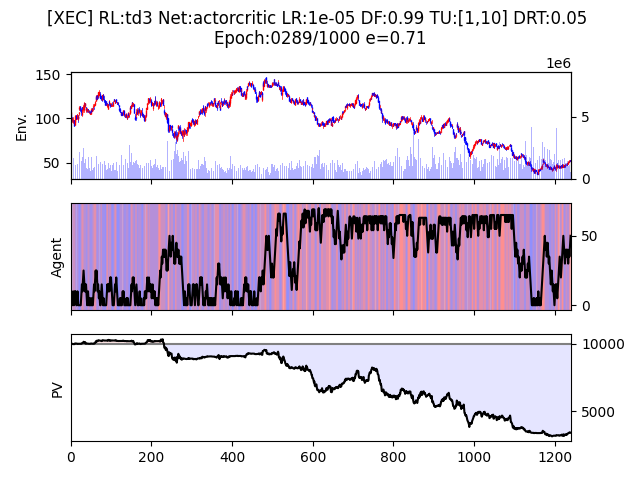 [XEC] RL:td3 Net:actorcritic LR:1e-05 DF:0.99 TU:[1,10] DRT:0.05
Epoch:0289/1000 e=0.71
1e6
150
100
50
Env.
5
0
Agent
50
0
PV
10000
5000
0 200 400 600 800 1000 1200